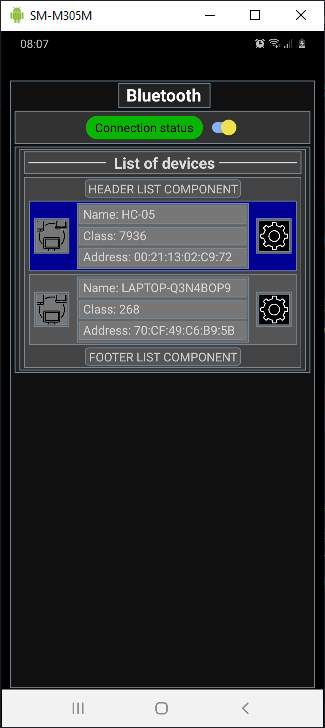 SM-M305M
08:07
Bluetooth
Connection status
List of devices
HEADER LIST COMPONENT
Name: HC-05
Class: 7936
Address: 00:21:13:02:C9:72
Name: LAPTOP-Q3N4BOP9
Class: 268
Address: 70:CF:49:C6:B9:5B
FOOTER LIST COMPONENT